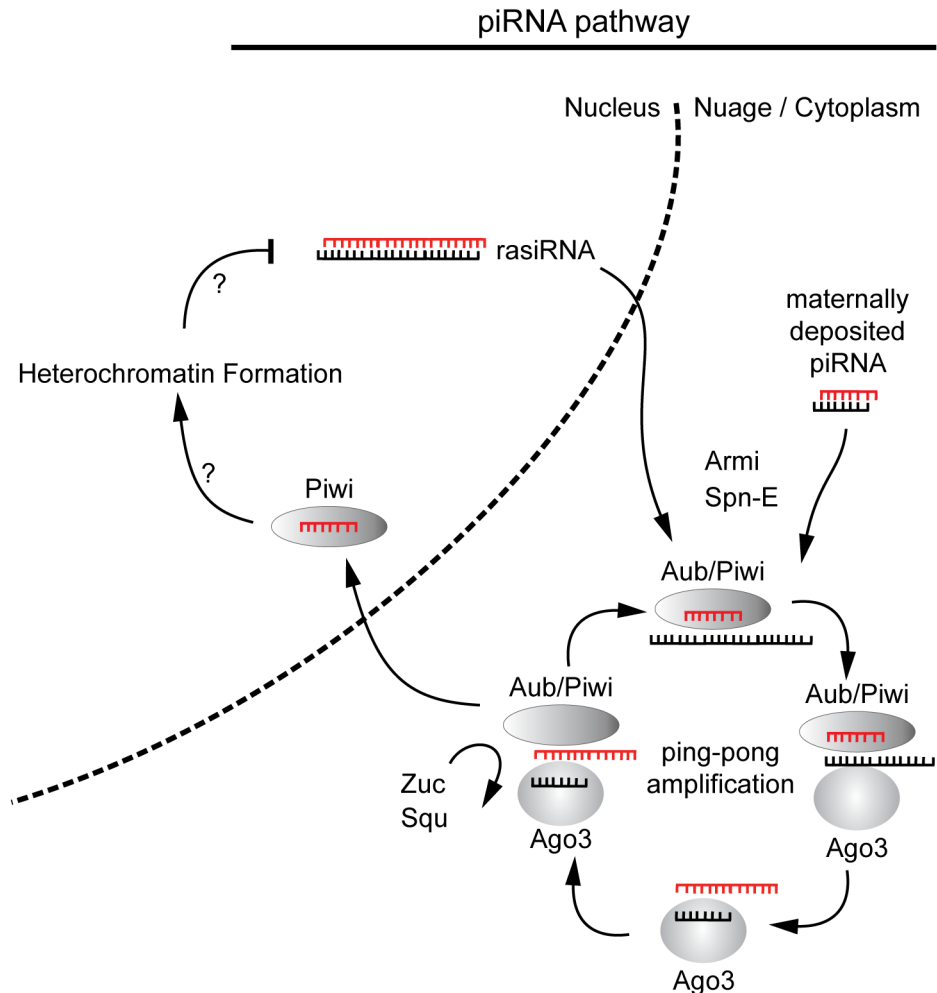 piRNA pathway
Nucleus
Nuage / Cytoplasm
rasiRNA
?
maternally
deposited
piRNA
Heterochromatin Formation
?
Piwi
Armi
Spn-E
Aub/Piwi
Aub/Piwi
Aub/Piwi
ping-pong
amplification
Zuc
Squ
Ago3
Ago3
Ago3